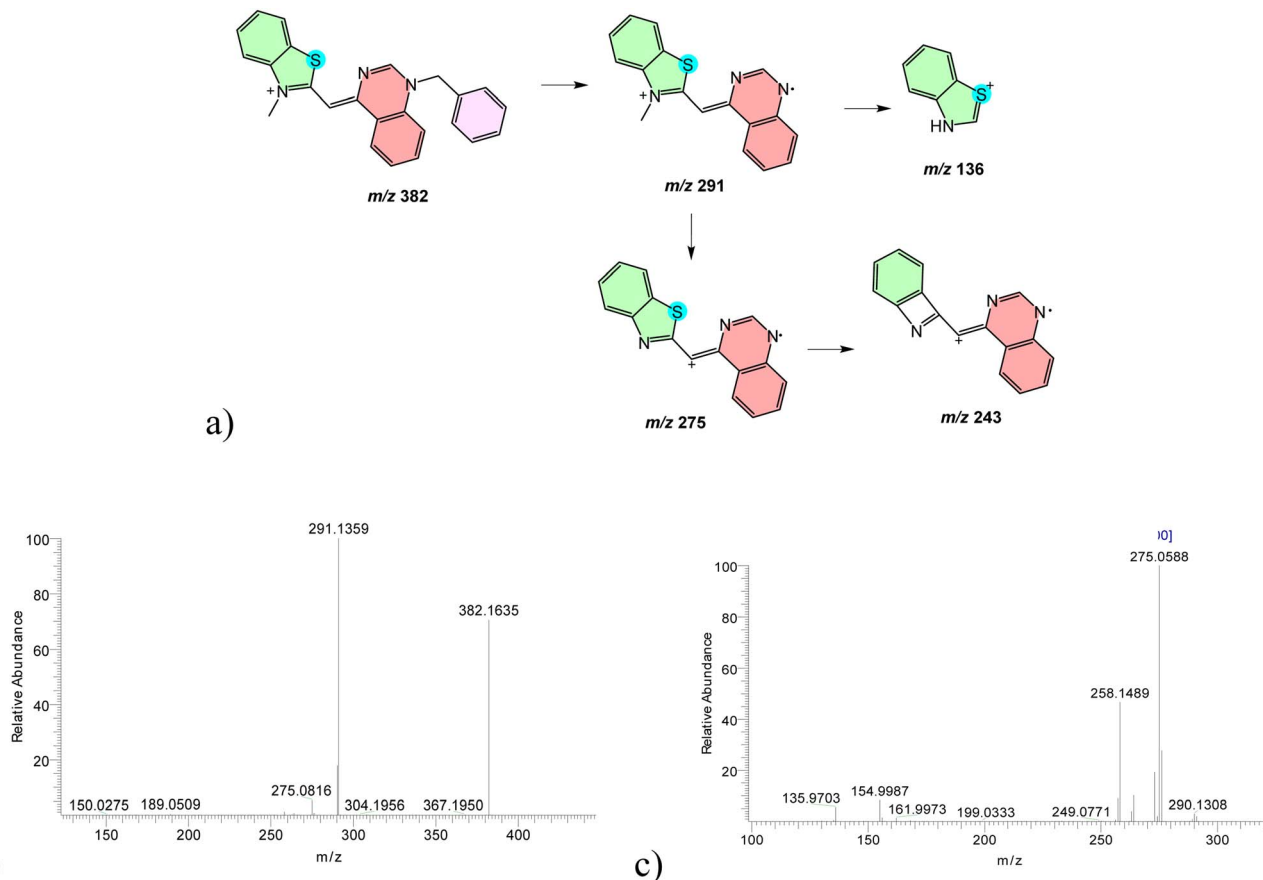 S
N
+
N
N
m/z 382
S
N
+
N
N·
m/z 291
S
+
HN
m/z 136
S
N
N
N·
+
m/z 275
N
N
N·
+
m/z 243
a)
Relative Abundance
100
80
60
40
20
291.1359
382.1635
150.0275
189.0509
275.0816
304.1956
367.1950
150
200
250
300
350
400
m/z
c)
00]
Relative Abundance
100
80
60
40
20
275.0588
258.1489
135.9703
154.9987
161.9973
199.0333
249.0771
290.1308
100
150
200
250
300
m/z